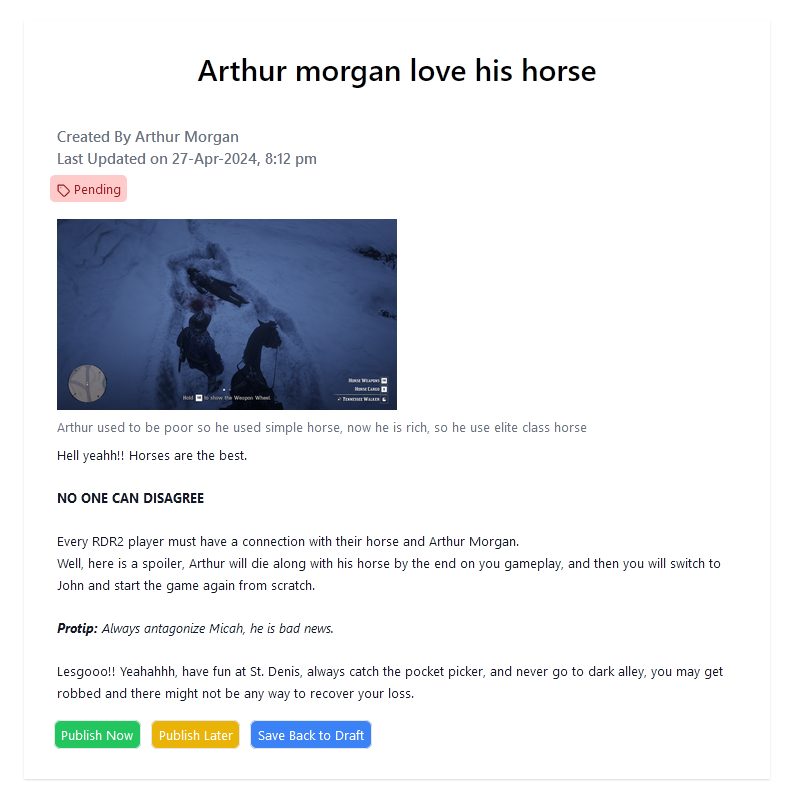 Arthur morgan love his horse
Created By Arthur Morgan
Last Updated on 27-Apr-2024, 8:12 pm
Pending
HORSE WEAPONS
HORSE CARGO
Hold to show the Weapon Wheel
TENNESSEE WALKER
Arthur used to be poor so he used simple horse, now he is rich, so he use elite class horse
Hell yeahh!! Horses are the best.
NO ONE CAN DISAGREE
Every RDR2 player must have a connection with their horse and Arthur Morgan.
Well, here is a spoiler, Arthur will die along with his horse by the end on you gameplay, and then you will switch to
John and start the game again from scratch.
Protip: Always antagonize Micah, he is bad news.
Lesgooo!! Yeahahhh, have fun at St. Denis, always catch the pocket picker, and never go to dark alley, you may get
robbed and there might not be any way to recover your loss.
Publish Now Publish Later Save Back to Draft